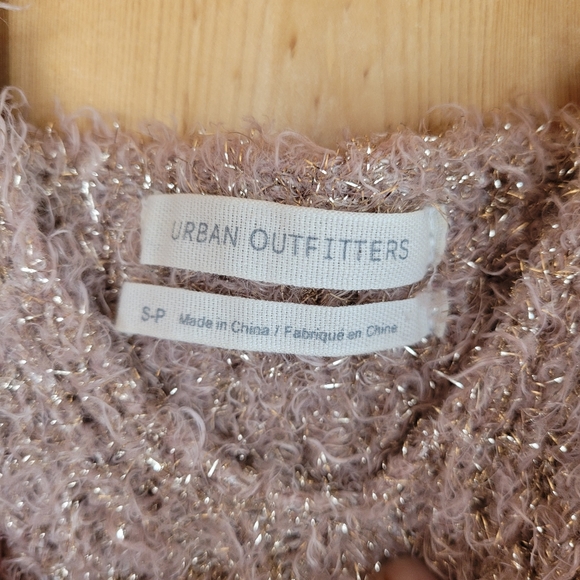 URBAN OUTFITTERS
S-P Made in China / Fabriqué en Chine